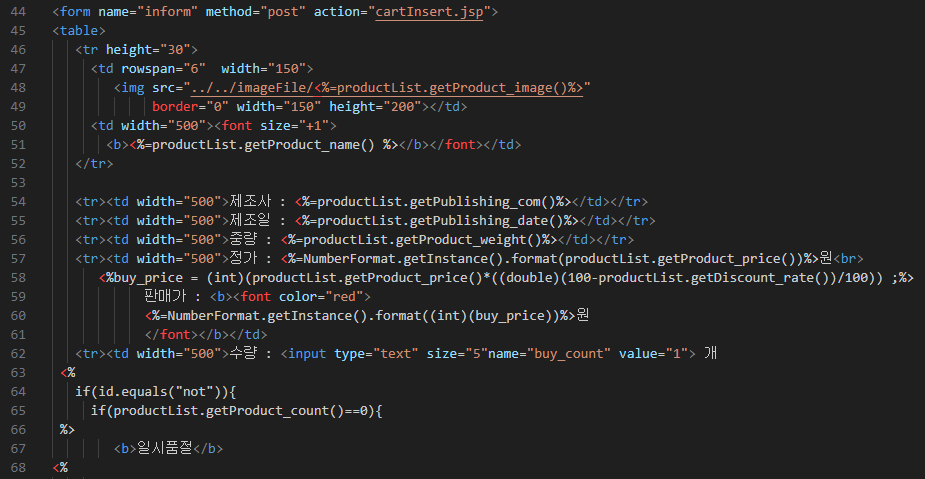 44 <form name="inform" method="post" action="cartInsert.jsp">
45 <table>
46 <tr height="30">
47 <td rowspan="6"  width="150">
48 <img src="../../imageFile/<%=productList.getProduct_image()%>"
49 border="0" width="150" height="200"></td>
50 <td width="500"><font size="+1">
51 <b><%=productList.getProduct_name() %></b></font></td>
52 </tr>
53
54 <tr><td width="500">제조사 : <%=productList.getPublishing_com()%></td></tr>
55 <tr><td width="500">제조일 : <%=productList.getPublishing_date()%></td></tr>
56 <tr><td width="500">중량 : <%=productList.getProduct_weight()%></td></tr>
57 <tr><td width="500">정가 : <%=NumberFormat.getInstance().format(productList.getProduct_price())%>원<br>
58 <%buy_price = (int)(productList.getProduct_price()*((double)(100-productList.getDiscount_rate())/100)) ;%>
59 판매가 : <b><font color="red">
60 <%=NumberFormat.getInstance().format((int)(buy_price))%>원
61 </font></b></td>
62 <tr><td width="500">수량 : <input type="text" size="5"name="buy_count" value="1"> 개
63 <%
64 if(id.equals("not")){
65 if(productList.getProduct_count()==0){
66 %>
67 <b>일시품절</b>
68 <%